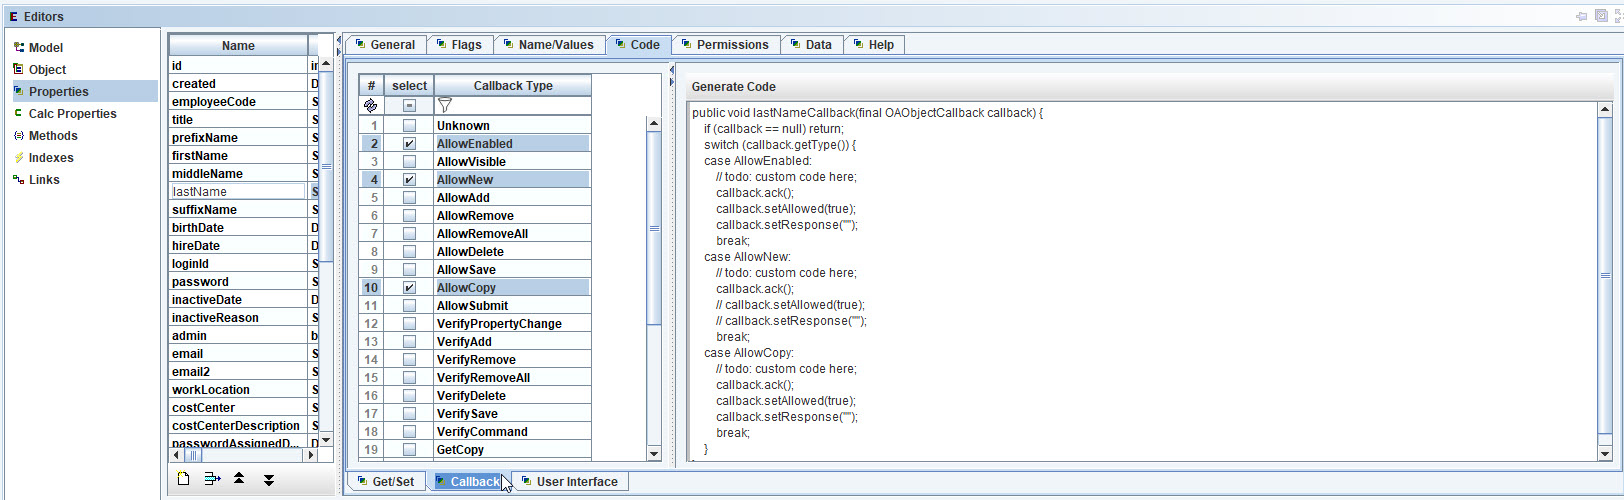 Editors
Model
Object
Properties
Calc Properties
Methods
Indexes
Links
Name
id
created
employeeCode
title
prefixName
firstName
middleName
lastName
suffixName
birthDate
hireDate
loginId
password
inactiveDate
inactiveReason
admin
email
email2
workLocation
costCenter
costCenterDescription
passwordAssignedD...
in
D
S
S
S
S
S
S
S
D
D
S
S
D
S
b
S
S
S
S
S
D
General Flags Name/Values Code Permissions Data Help
# select Callback Type
1 Unknown
2 AllowEnabled
3 AllowVisible
4 AllowNew
5 AllowAdd
6 AllowRemove
7 AllowRemoveAll
8 AllowDelete
9 AllowSave
10 AllowCopy
11 AllowSubmit
12 VerifyPropertyChange
13 VerifyAdd
14 VerifyRemove
15 VerifyRemoveAll
16 VerifyDelete
17 VerifySave
18 VerifyCommand
19 GetCopy
Generate Code
public void lastNameCallback(final OAObjectCallback callback) {
if (callback == null) return;
switch (callback.getType()) {
case AllowEnabled:
// todo: custom code here;
callback.ack();
callback.setAllowed(true);
callback.setResponse("");
break;
case AllowNew:
// todo: custom code here;
callback.ack();
// callback.setAllowed(true);
// callback.setResponse("");
break;
case AllowCopy:
// todo: custom code here;
callback.ack();
callback.setAllowed(true);
callback.setResponse("");
break;
}
Get/Set Callback User Interface